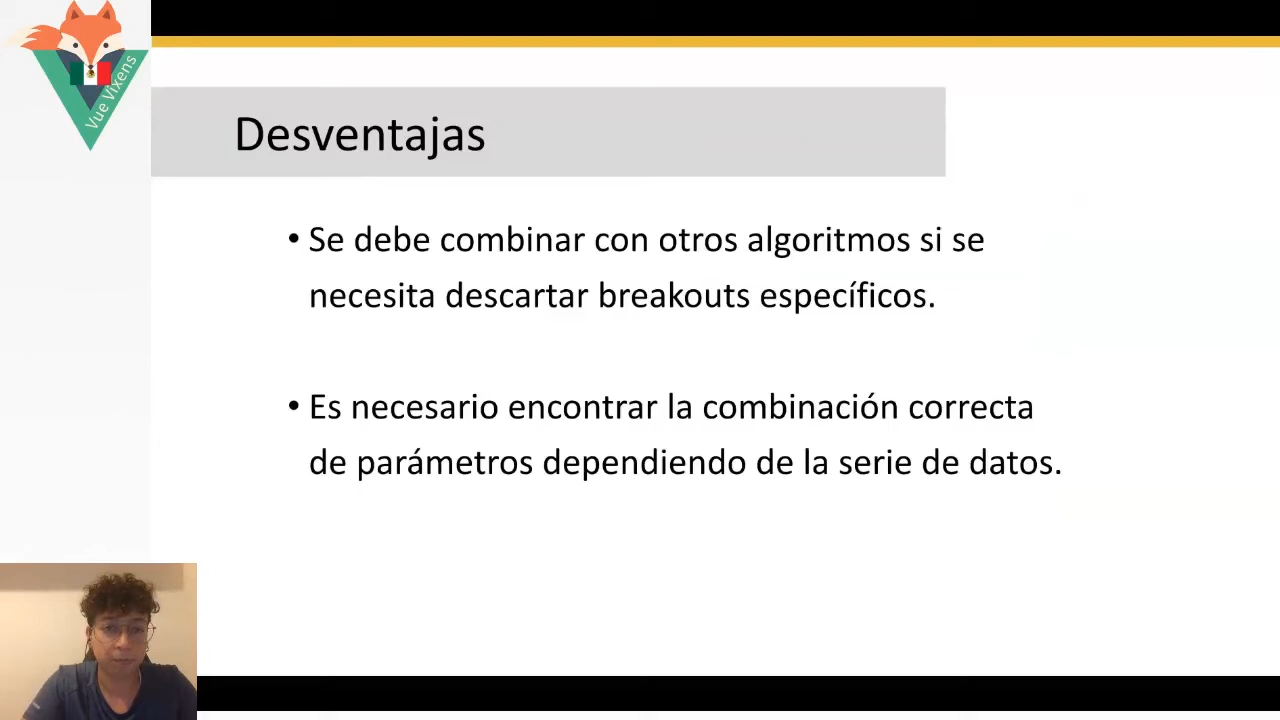 Vue Vixens
Desventajas
• Se debe combinar con otros algoritmos si se
necesita descartar breakouts específicos.
• Es necesario encontrar la combinación correcta
de parámetros dependiendo de la serie de datos.